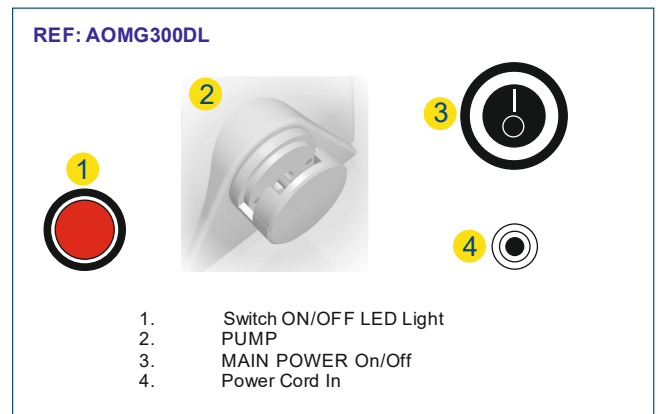 REF: AOMG300DL
2
3
1
4
1. Switch ON/OFF LED Light
2. PUMP
3. MAIN POWER On/Off
4. Power Cord In